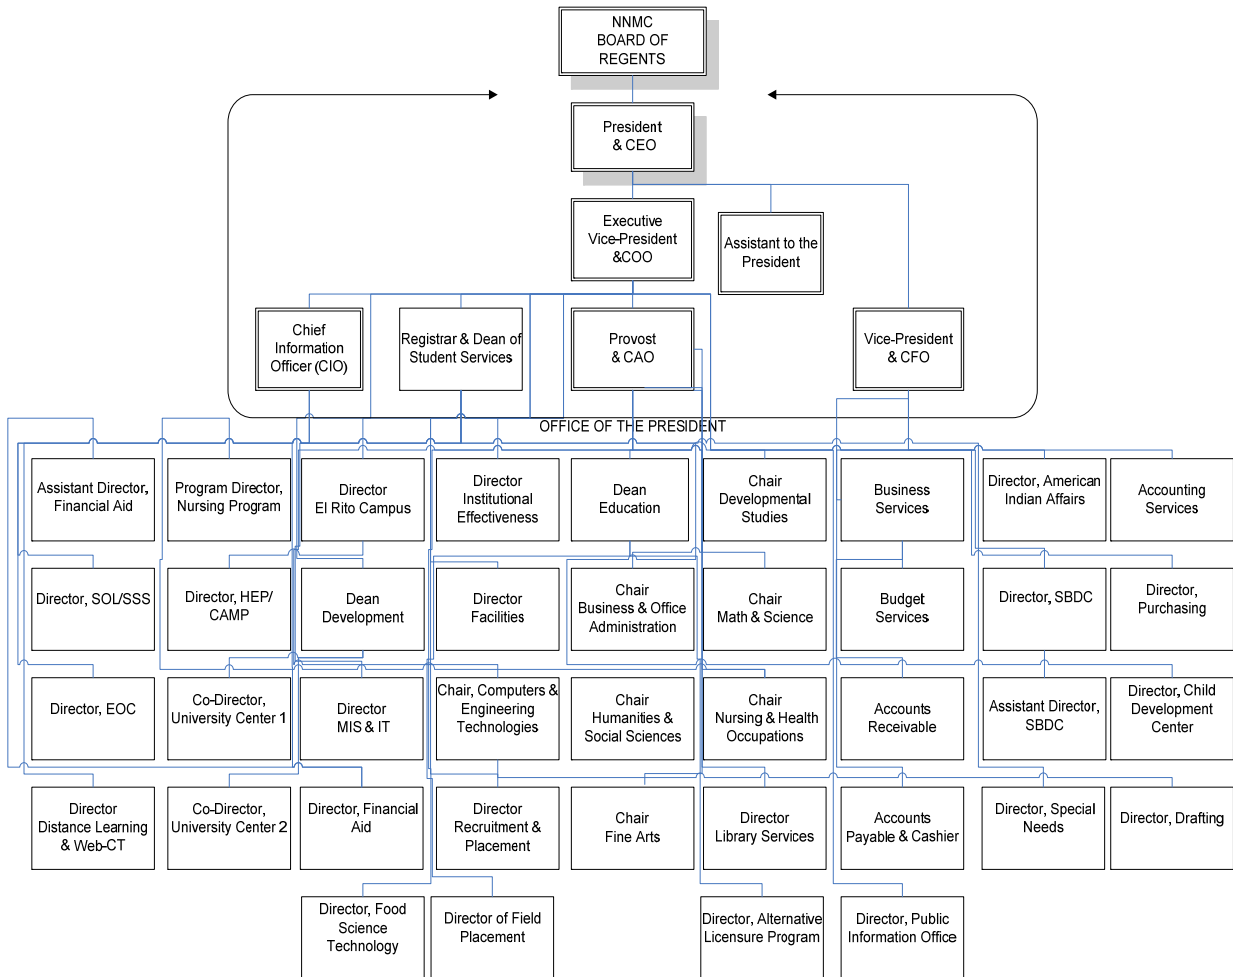 NNMC
BOARD OF
REGENTS
President
& CEO
Executive
Vice-President
&COO
Assistant to the
President
Chief
Information
Officer (CIO)
Registrar & Dean of
Student Services
Provost
& CAO
Vice-President
& CFO
OFFICE OF THE PRESIDENT
Assistant Director,
Financial Aid
Program Director,
Nursing Program
Director
El Rito Campus
Director
Institutional
Effectiveness
Dean
Education
Chair
Developmental
Studies
Business
Services
Director, American
Indian Affairs
Accounting
Services
Director, SOL/SSS
Director, HEP/
CAMP
Dean
Development
Director
Facilities
Chair
Business & Office
Administration
Chair
Math & Science
Budget
Services
Director, SBDC
Director,
Purchasing
Director, EOC
Co-Director,
University Center 1
Director
MIS & IT
Chair, Computers &
Engineering
Technologies
Chair
Humanities &
Social Sciences
Chair
Nursing & Health
Occupations
Accounts
Receivable
Assistant Director,
SBDC
Director, Child
Development
Center
Director
Distance Learning
& Web-CT
Co-Director,
University Center 2
Director, Financial
Aid
Director
Recruitment &
Placement
Chair
Fine Arts
Director
Library Services
Accounts
Payable & Cashier
Director, Special
Needs
Director, Drafting
Director, Food
Science
Technology
Director of Field
Placement
Director, Alternative
Licensure Program
Director, Public
Information Office